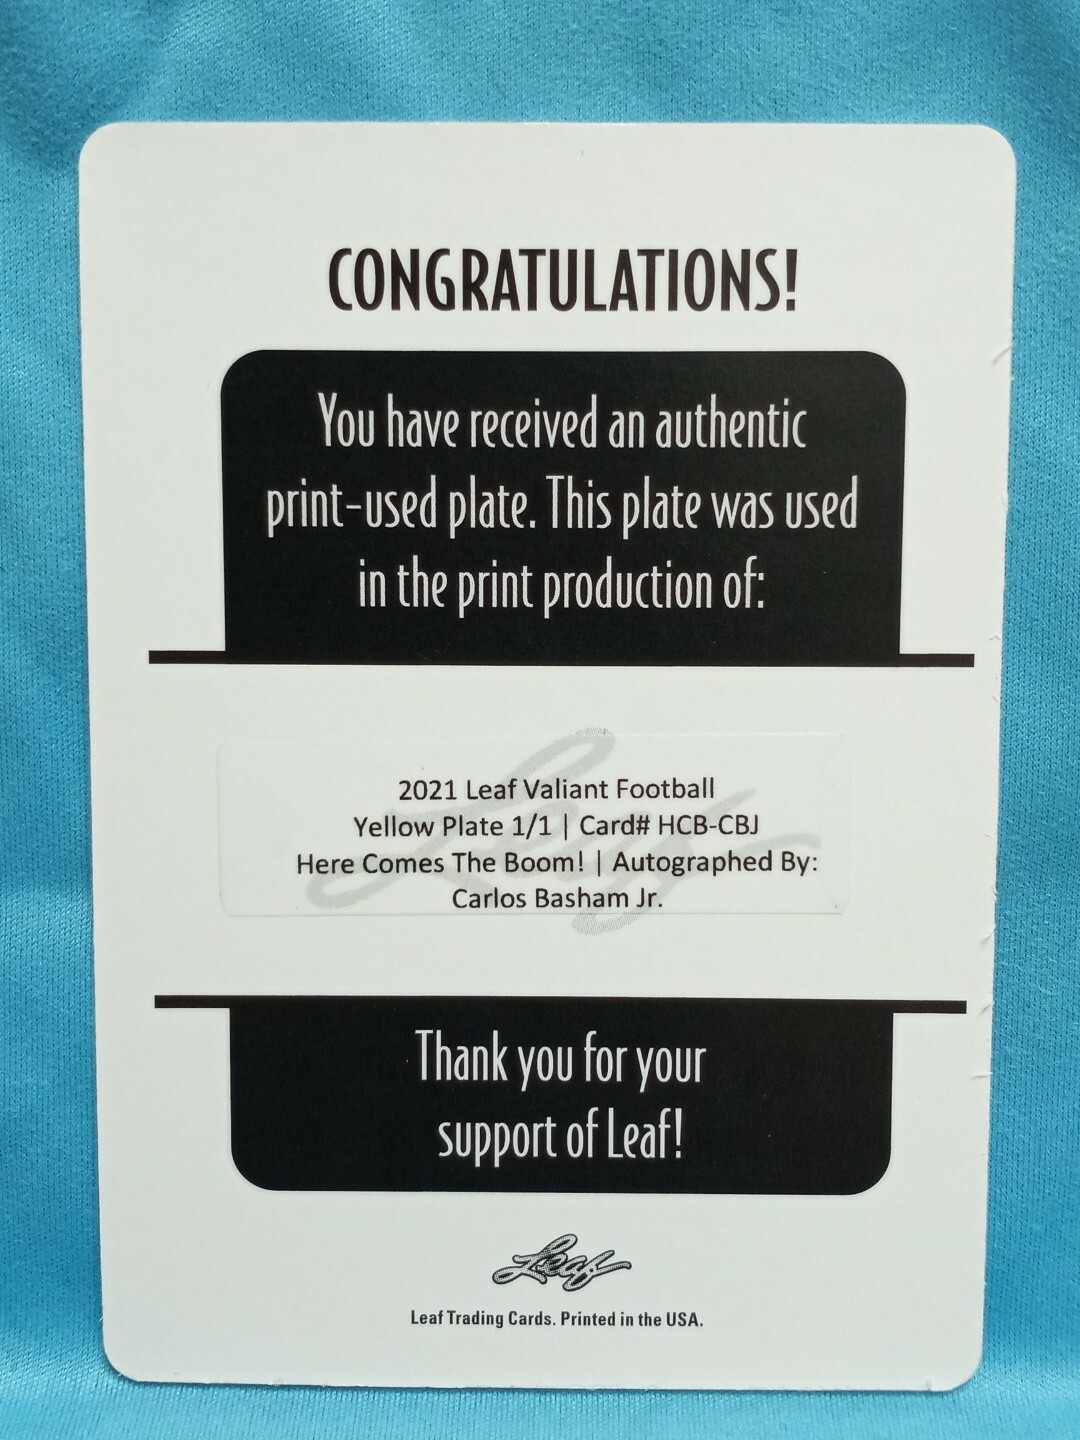 CONGRATULATIONS!
You have received an authentic
print-used plate. This plate was used
in the print production of:
Leaf
2021 Leaf Valiant Football
Yellow Plate 1/1 | Card# HCB-CBJ
Here Comes The Boom! | Autographed By:
Carlos Basham Jr.
Thank you for your
support of Leaf!
Leaf
Leaf Trading Cards. Printed in the USA.